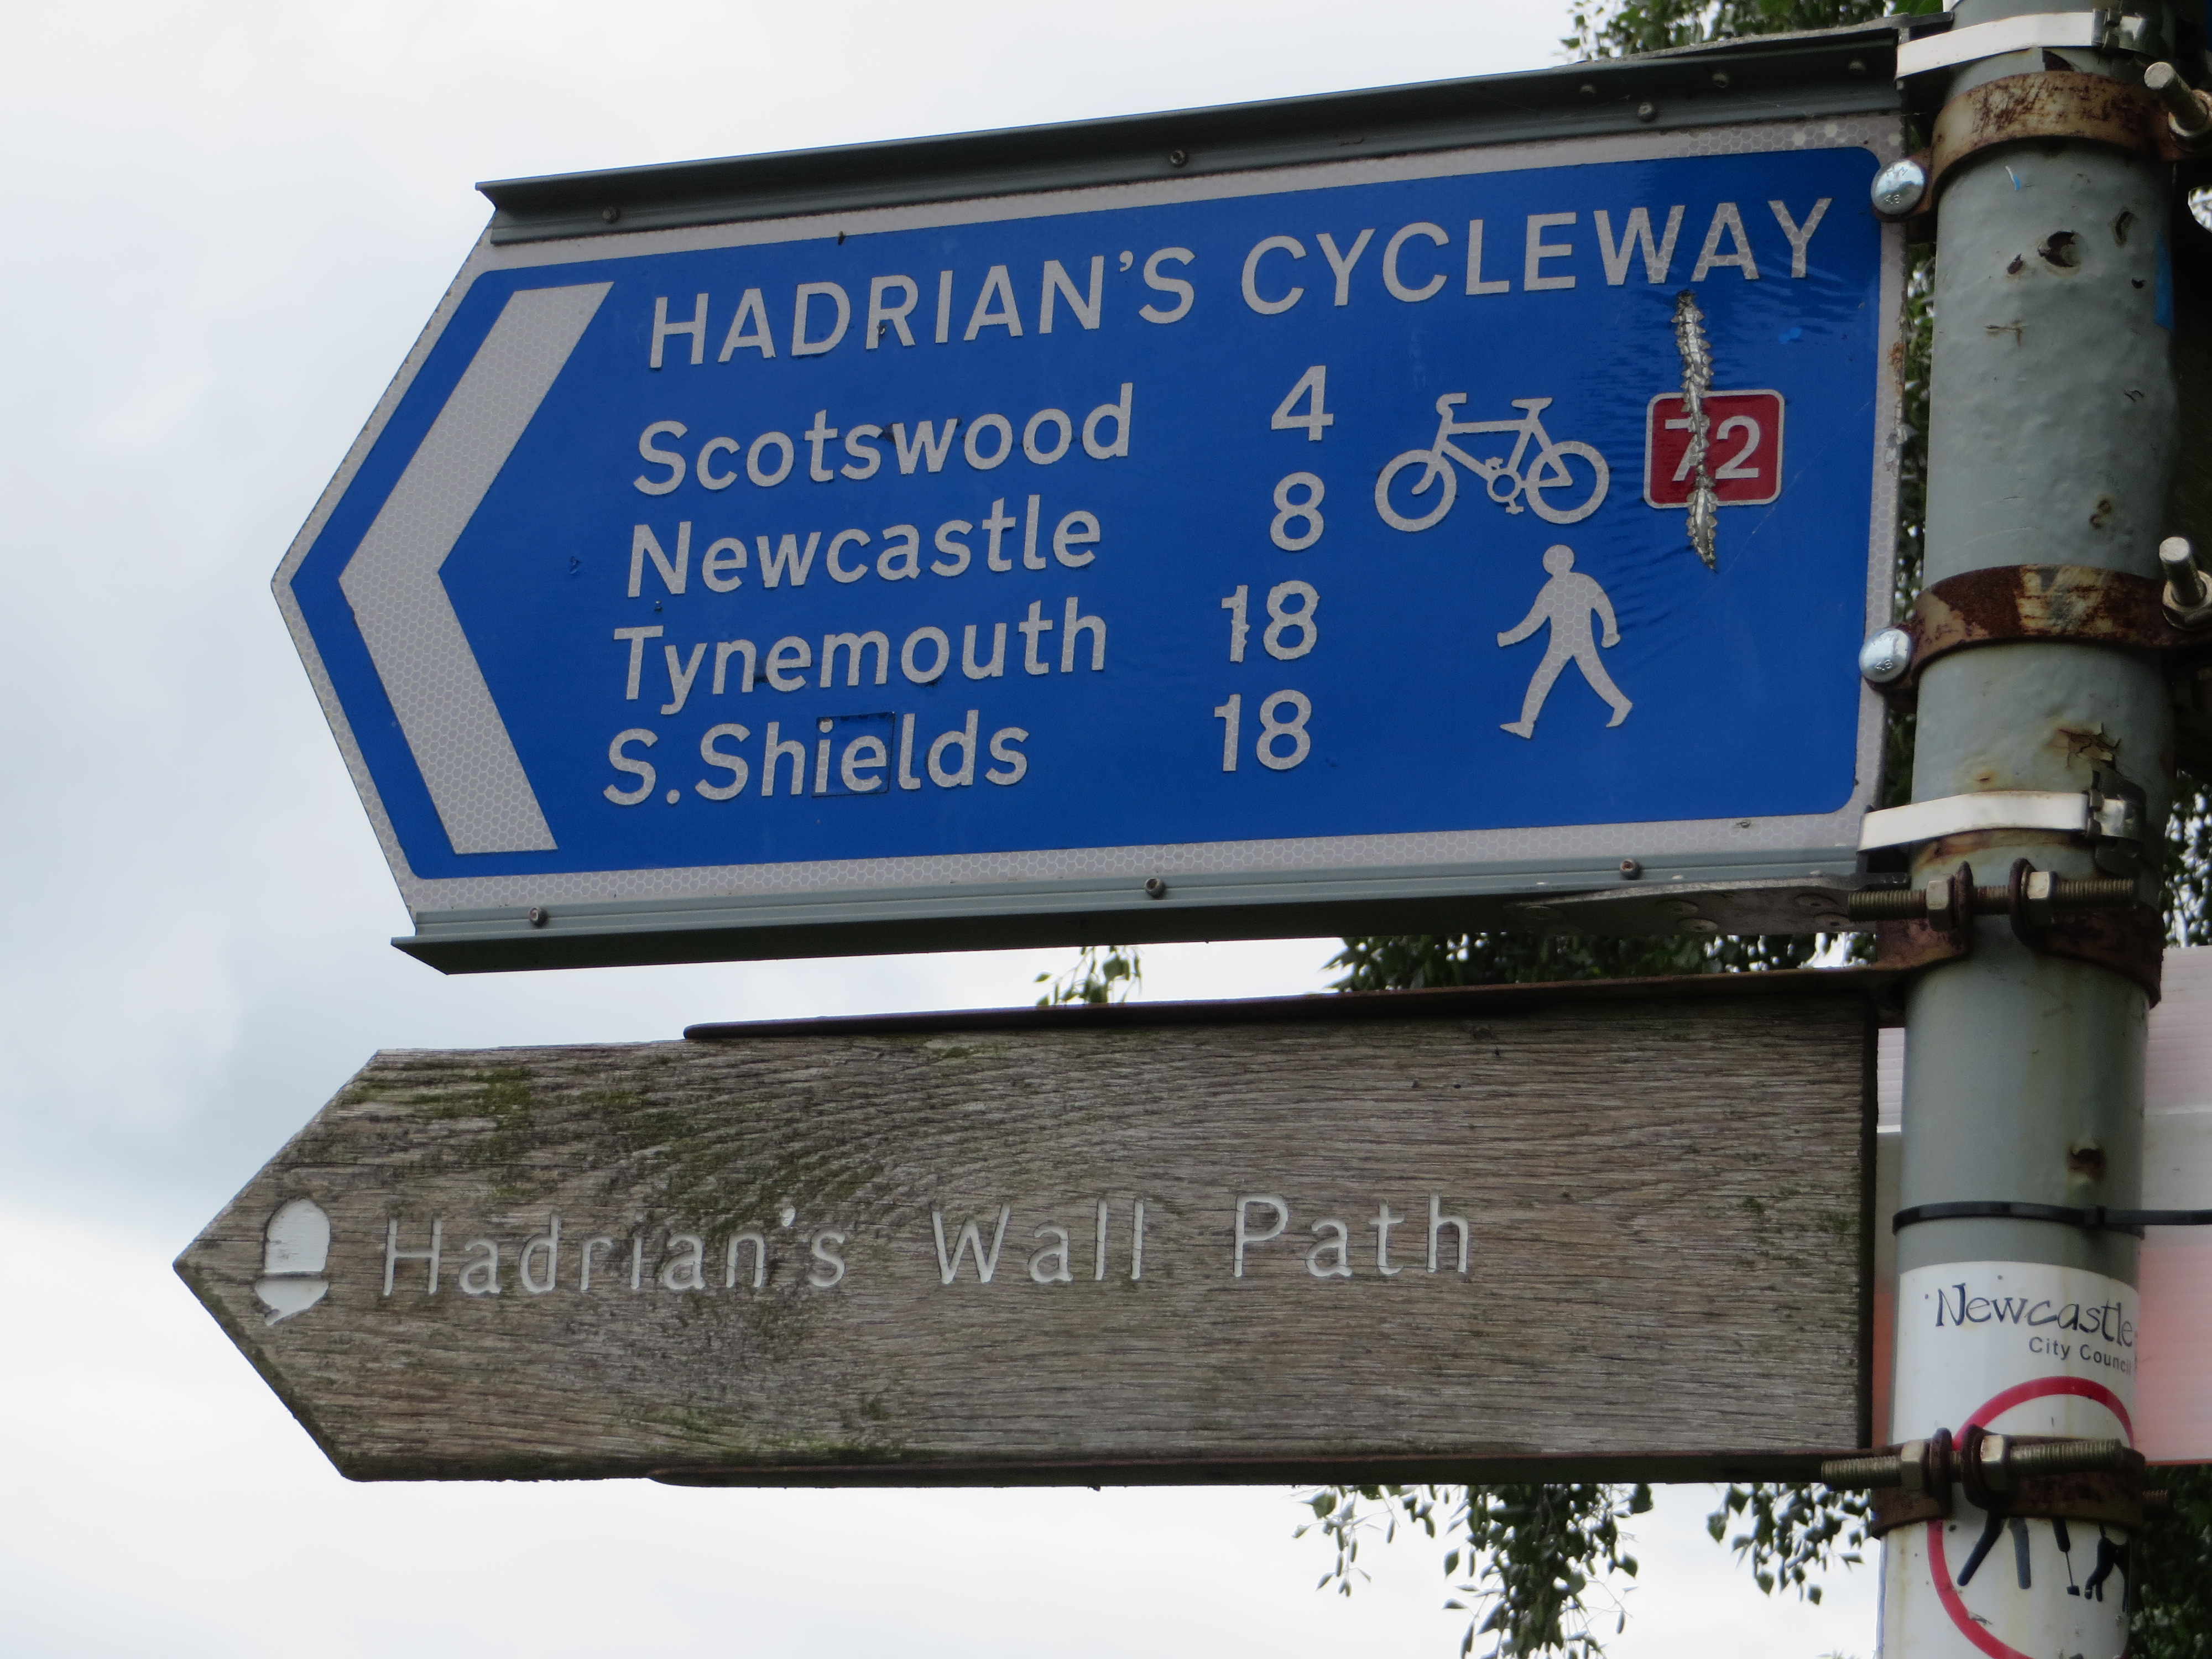 HADRIAN'S CYCLEWAY
Scotswood 4
Newcastle 8
72
Tynemouth 18
S.Shields 18
Hadrian's Wall Path
Newcastle
City Council